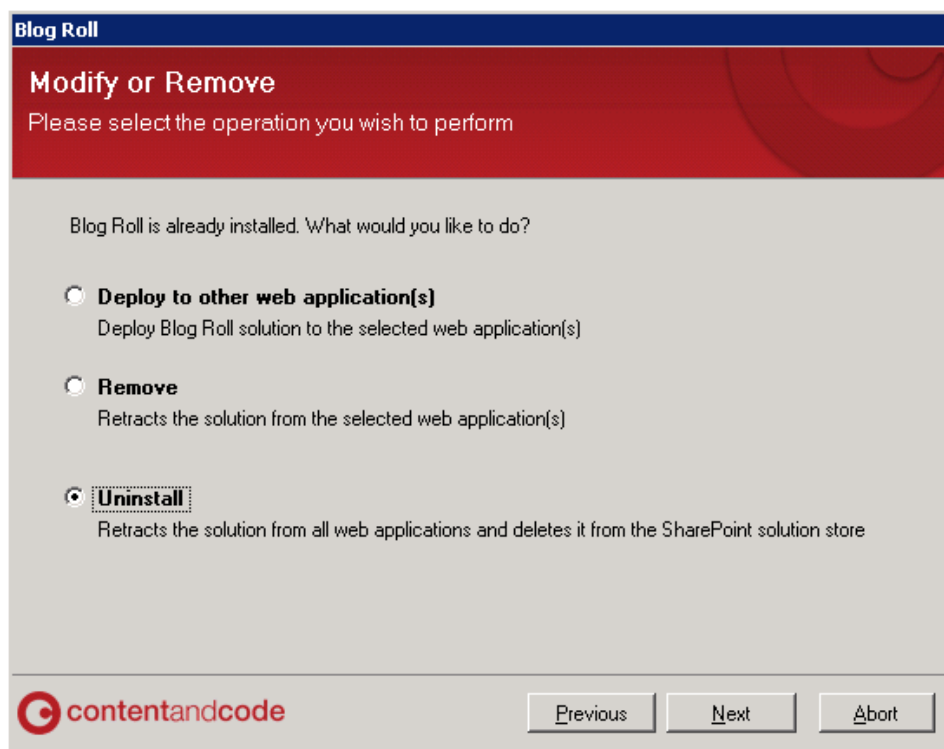 Blog Roll
Modify or Remove
Please select the operation you wish to perform
Blog Roll is already installed. What would you like to do?
Deploy to other web application(s)
Deploy Blog Roll solution to the selected web application(s)
Remove
Retracts the solution from the selected web application(s)
Uninstall
Retracts the solution from all web applications and deletes it from the SharePoint solution store
contentandcode
Previous Next Abort